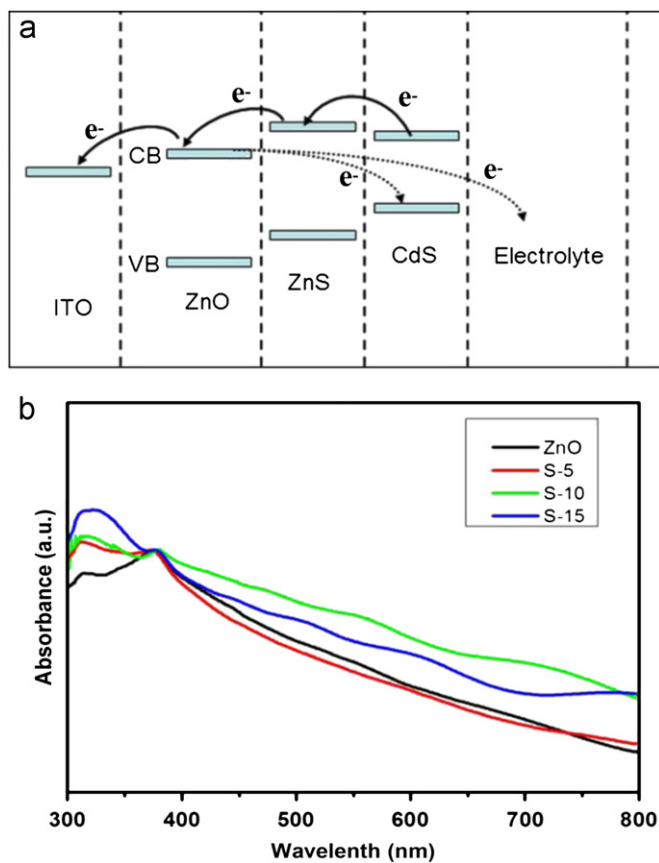 a
e-
e-
e-
CB
e-
e-
VB
ITO
ZnO
ZnS
CdS
Electrolyte
b
ZnO
S-5
S-10
S-15
Absorbance (a.u.)
300 400 500 600 700 800
Wavelenth (nm)